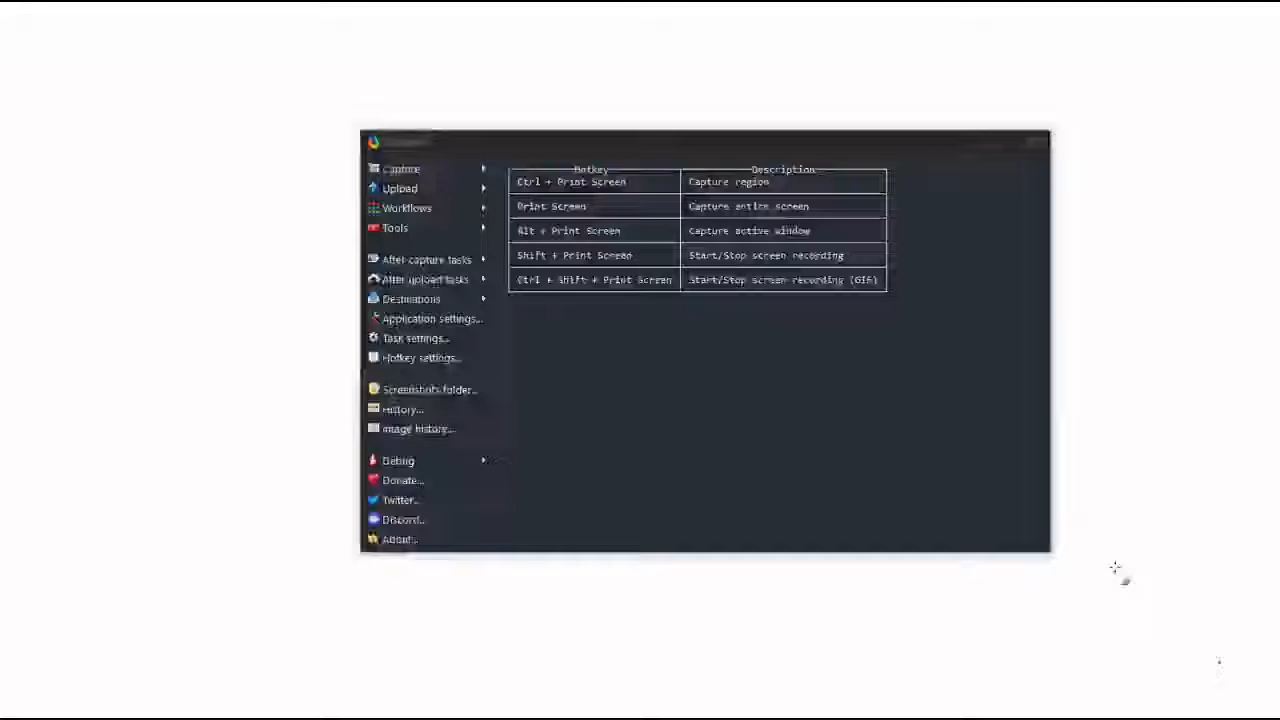 Capture
Upload
Workflows
Tools
After capture tasks
After upload tasks
Destinations
Application settings...
Task settings...
Hotkey settings...
Screenshots folder...
History...
Image history...
Debug
Donate...
Twitter...
Discord...
About...
Hotkey Description
Ctrl + Print Screen Capture region
Print Screen Capture entire screen
Alt + Print Screen Capture active window
Shift + Print Screen Start/Stop screen recording
Ctrl + Shift + Print Screen Start/Stop screen recording (GIF)